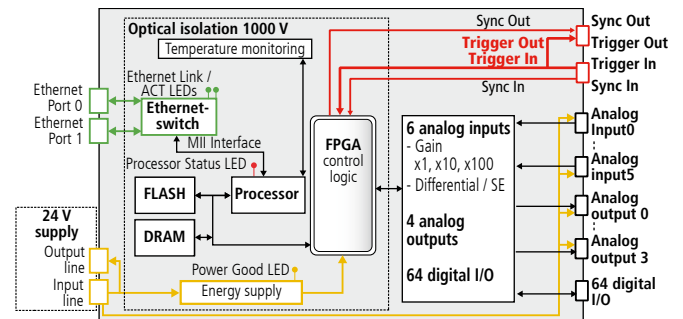 Optical isolation 1000 V
Temperature monitoring
Sync Out
Trigger Out
Trigger In
Sync In
Sync Out
Trigger Out
Trigger In
Sync In
Ethernet
Port 0
Ethernet
Port 1
Ethernet Link /
ACT LEDs
Ethernet-
switch
MII Interface
Processor Status LED
FLASH
Processor
DRAM
FPGA
control
logic
6 analog inputs
- Gain
x1, x10, x100
- Differential / SE
4 analog
outputs
64 digital I/O
Analog
Input0
Analog
input5
Analog
output 0
Analog
output 3
64 digital
I/O
24 V
supply
Output
line
Input
line
Power Good LED
Energy supply